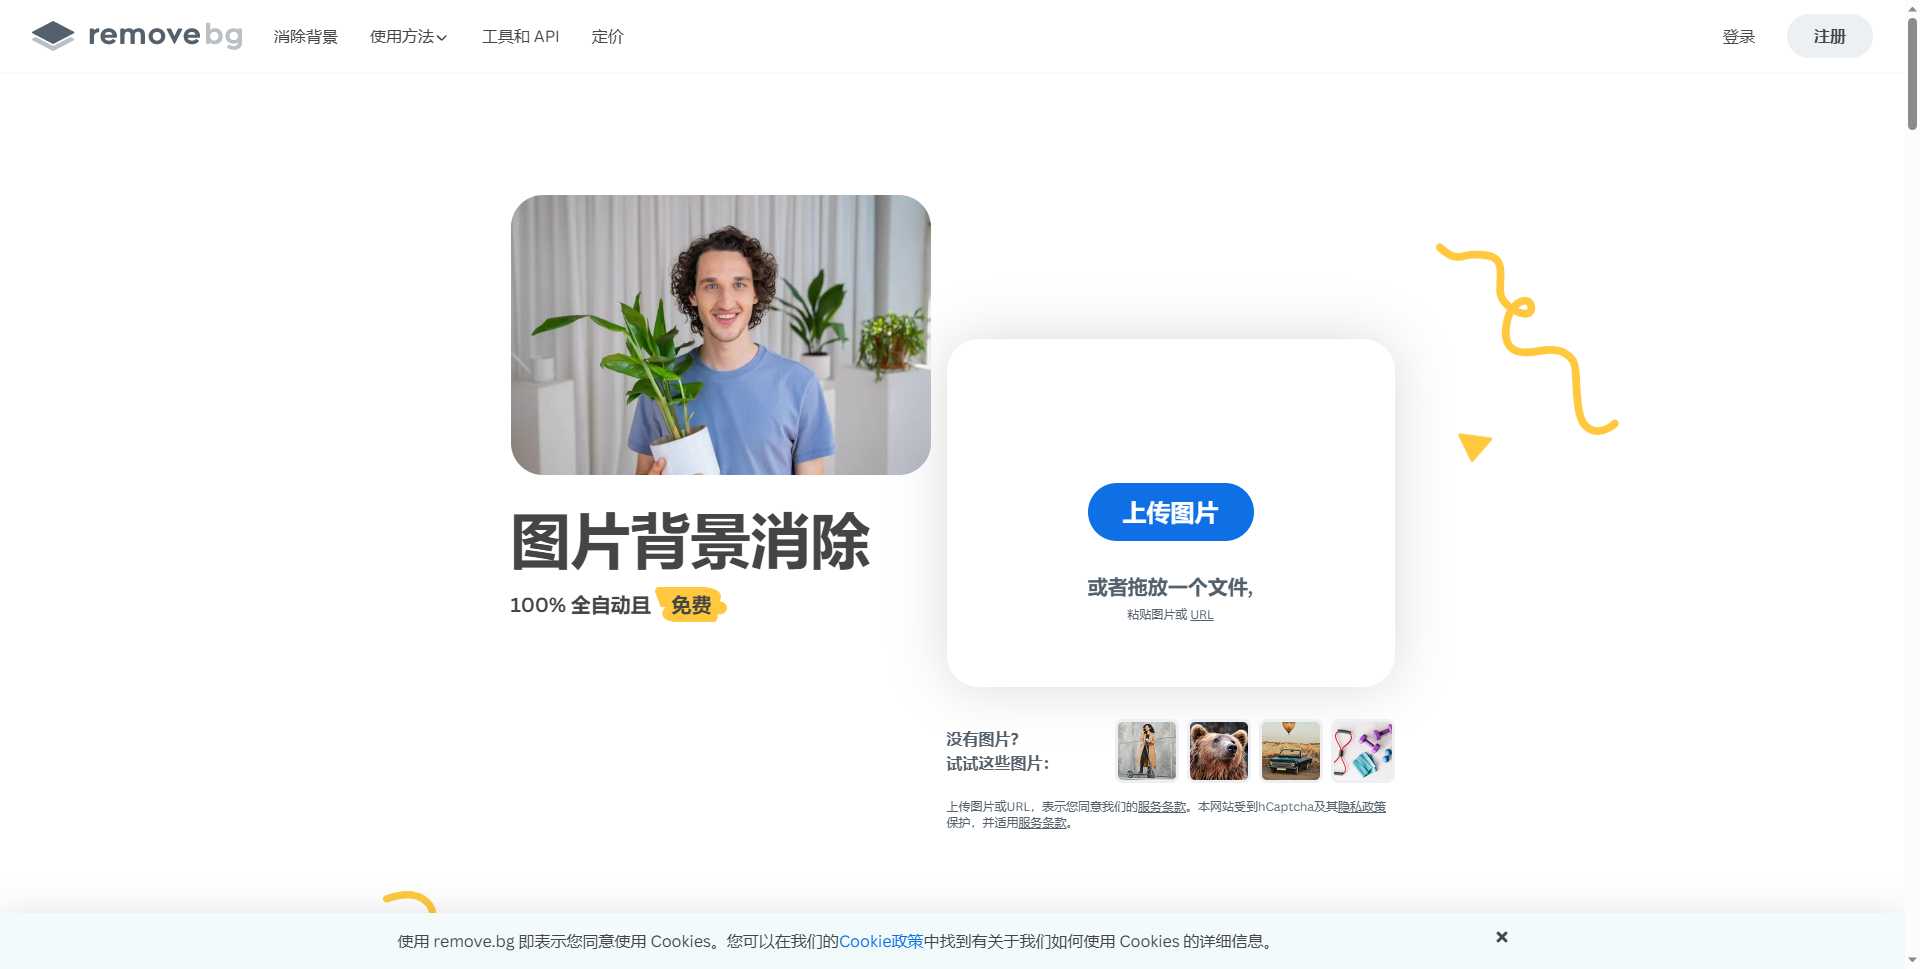 removebg
消除背景
使用方法
工具和 API
定价
登录
注册
图片背景消除
100% 全自动且 免费
上传图片
或者拖放一个文件,
粘贴图片或 URL
没有图片?
试试这些图片:
上传图片或URL，表示您同意我们的服务条款。本网站受到hCaptcha及其隐私政策
保护，并适用服务条款。
使用 remove.bg 即表示您同意使用 Cookies。您可以在我们的Cookie政策中找到有关于我们如何使用 Cookies 的详细信息。